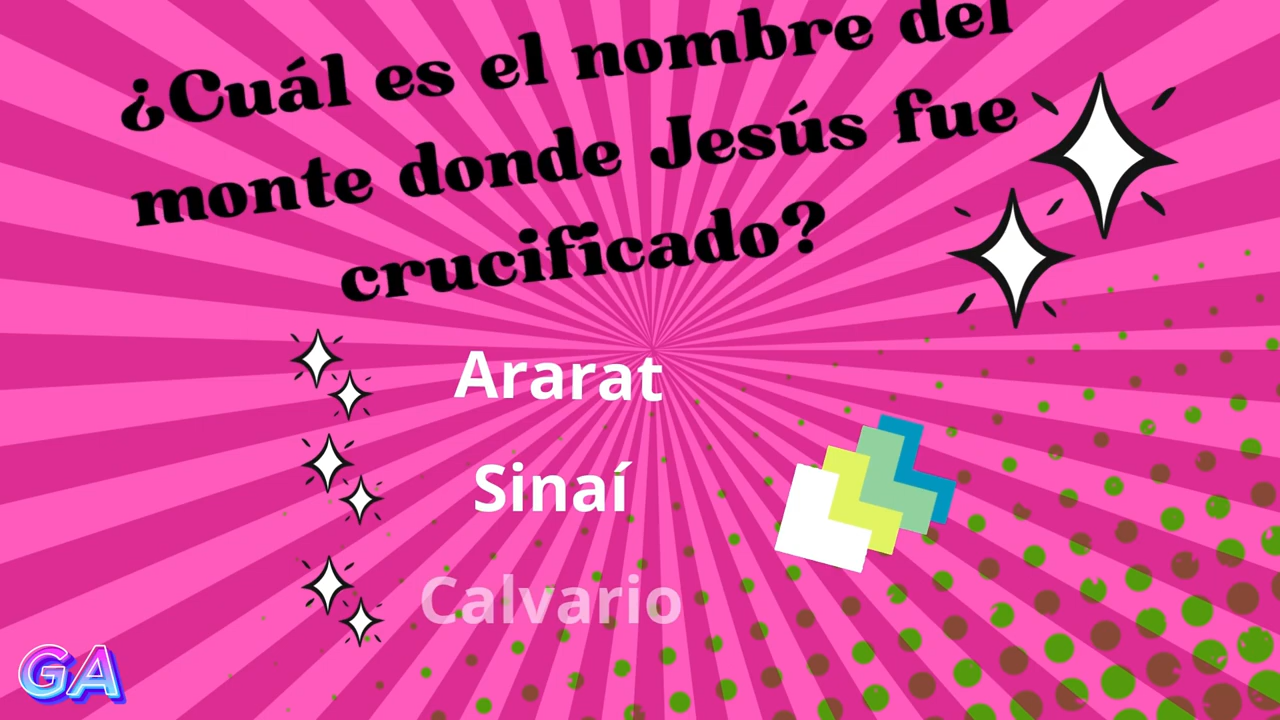 ¿Cuál es el nombre del
monte donde Jesús fue
crucificado?
Ararat
Sinaí
Calvario
GA